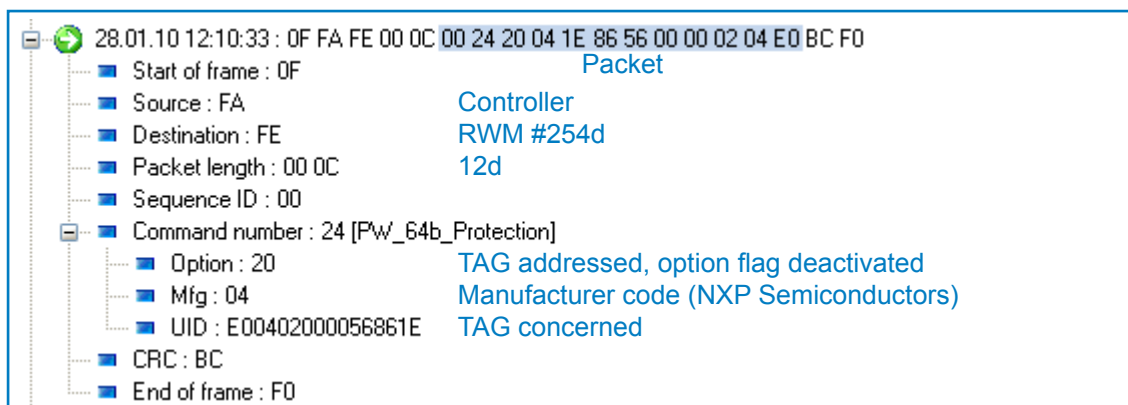 28.01.10 12:10:33 : 0F FA FE 00 0C 00 24 20 04 1E 86 56 00 00 02 04 E0 BC F0
Start of frame : 0F Packet
Source : FA Controller
Destination : FE RWM #254d
Packet length : 00 0C 12d
Sequence ID : 00
Command number : 24 [PW_64b_Protection]
Option : 20 TAG addressed, option flag deactivated
Mfg : 04 Manufacturer code (NXP Semiconductors)
UID : E00402000056861E TAG concerned
CRC : BC
End of frame : F0